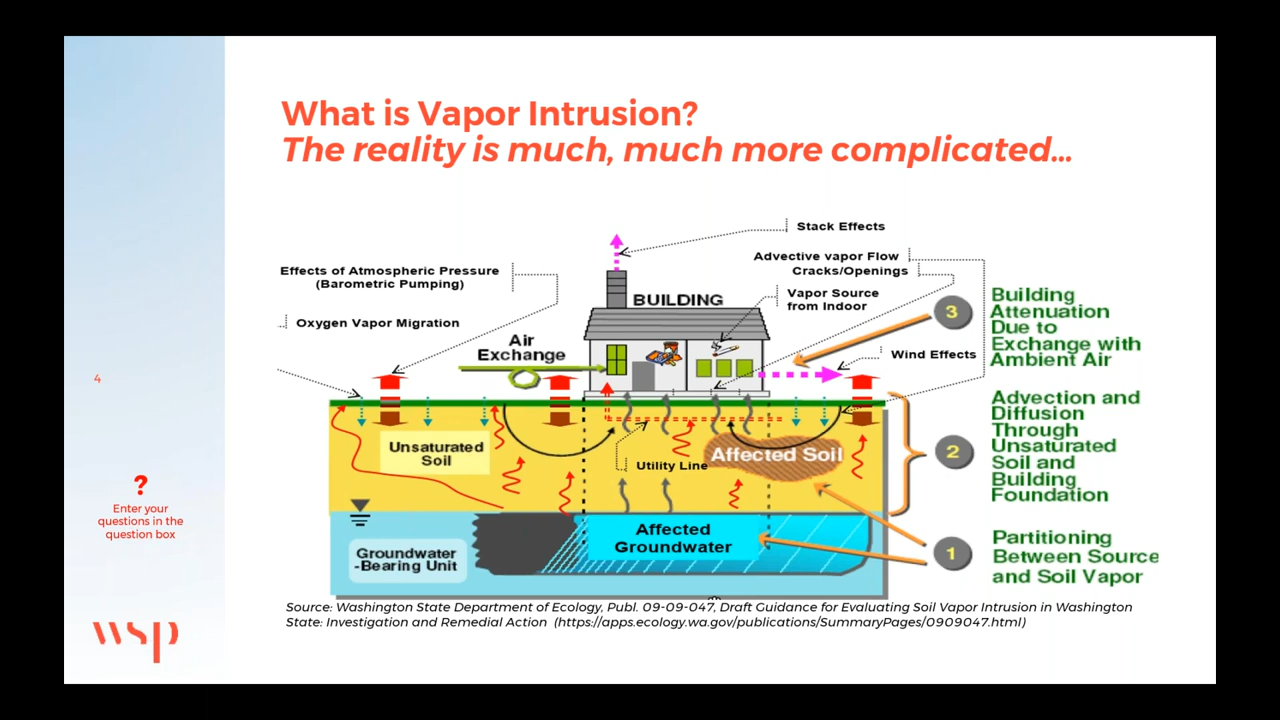 What is Vapor Intrusion?
The reality is much, much more complicated...
Stack Effects
Advective vapor Flow
Cracks/Openings
Effects of Atmospheric Pressure
(Barometric Pumping)
Vapor Source
from Indoor
BUILDING
Oxygen Vapor Migration
Air
Exchange
Wind Effects
3
Building
Attenuation
Due to
Exchange with
Ambient Air
4
Unsaturated
Soil
Affected Soil
Utility Line
2
Advection and
Diffusion
Through
Unsaturated
Soil and
Building
Foundation
?
Enter your
questions in the
question box
Affected
Groundwater
Groundwater
-Bearing Unit
1
Partitioning
Between Source
and Soil Vapor
Source: Washington State Department of Ecology, Publ. 09-09-047, Draft Guidance for Evaluating Soil Vapor Intrusion in Washington
State: Investigation and Remedial Action (https://apps.ecology.wa.gov/publications/SummaryPages/0909047.html)
wsp